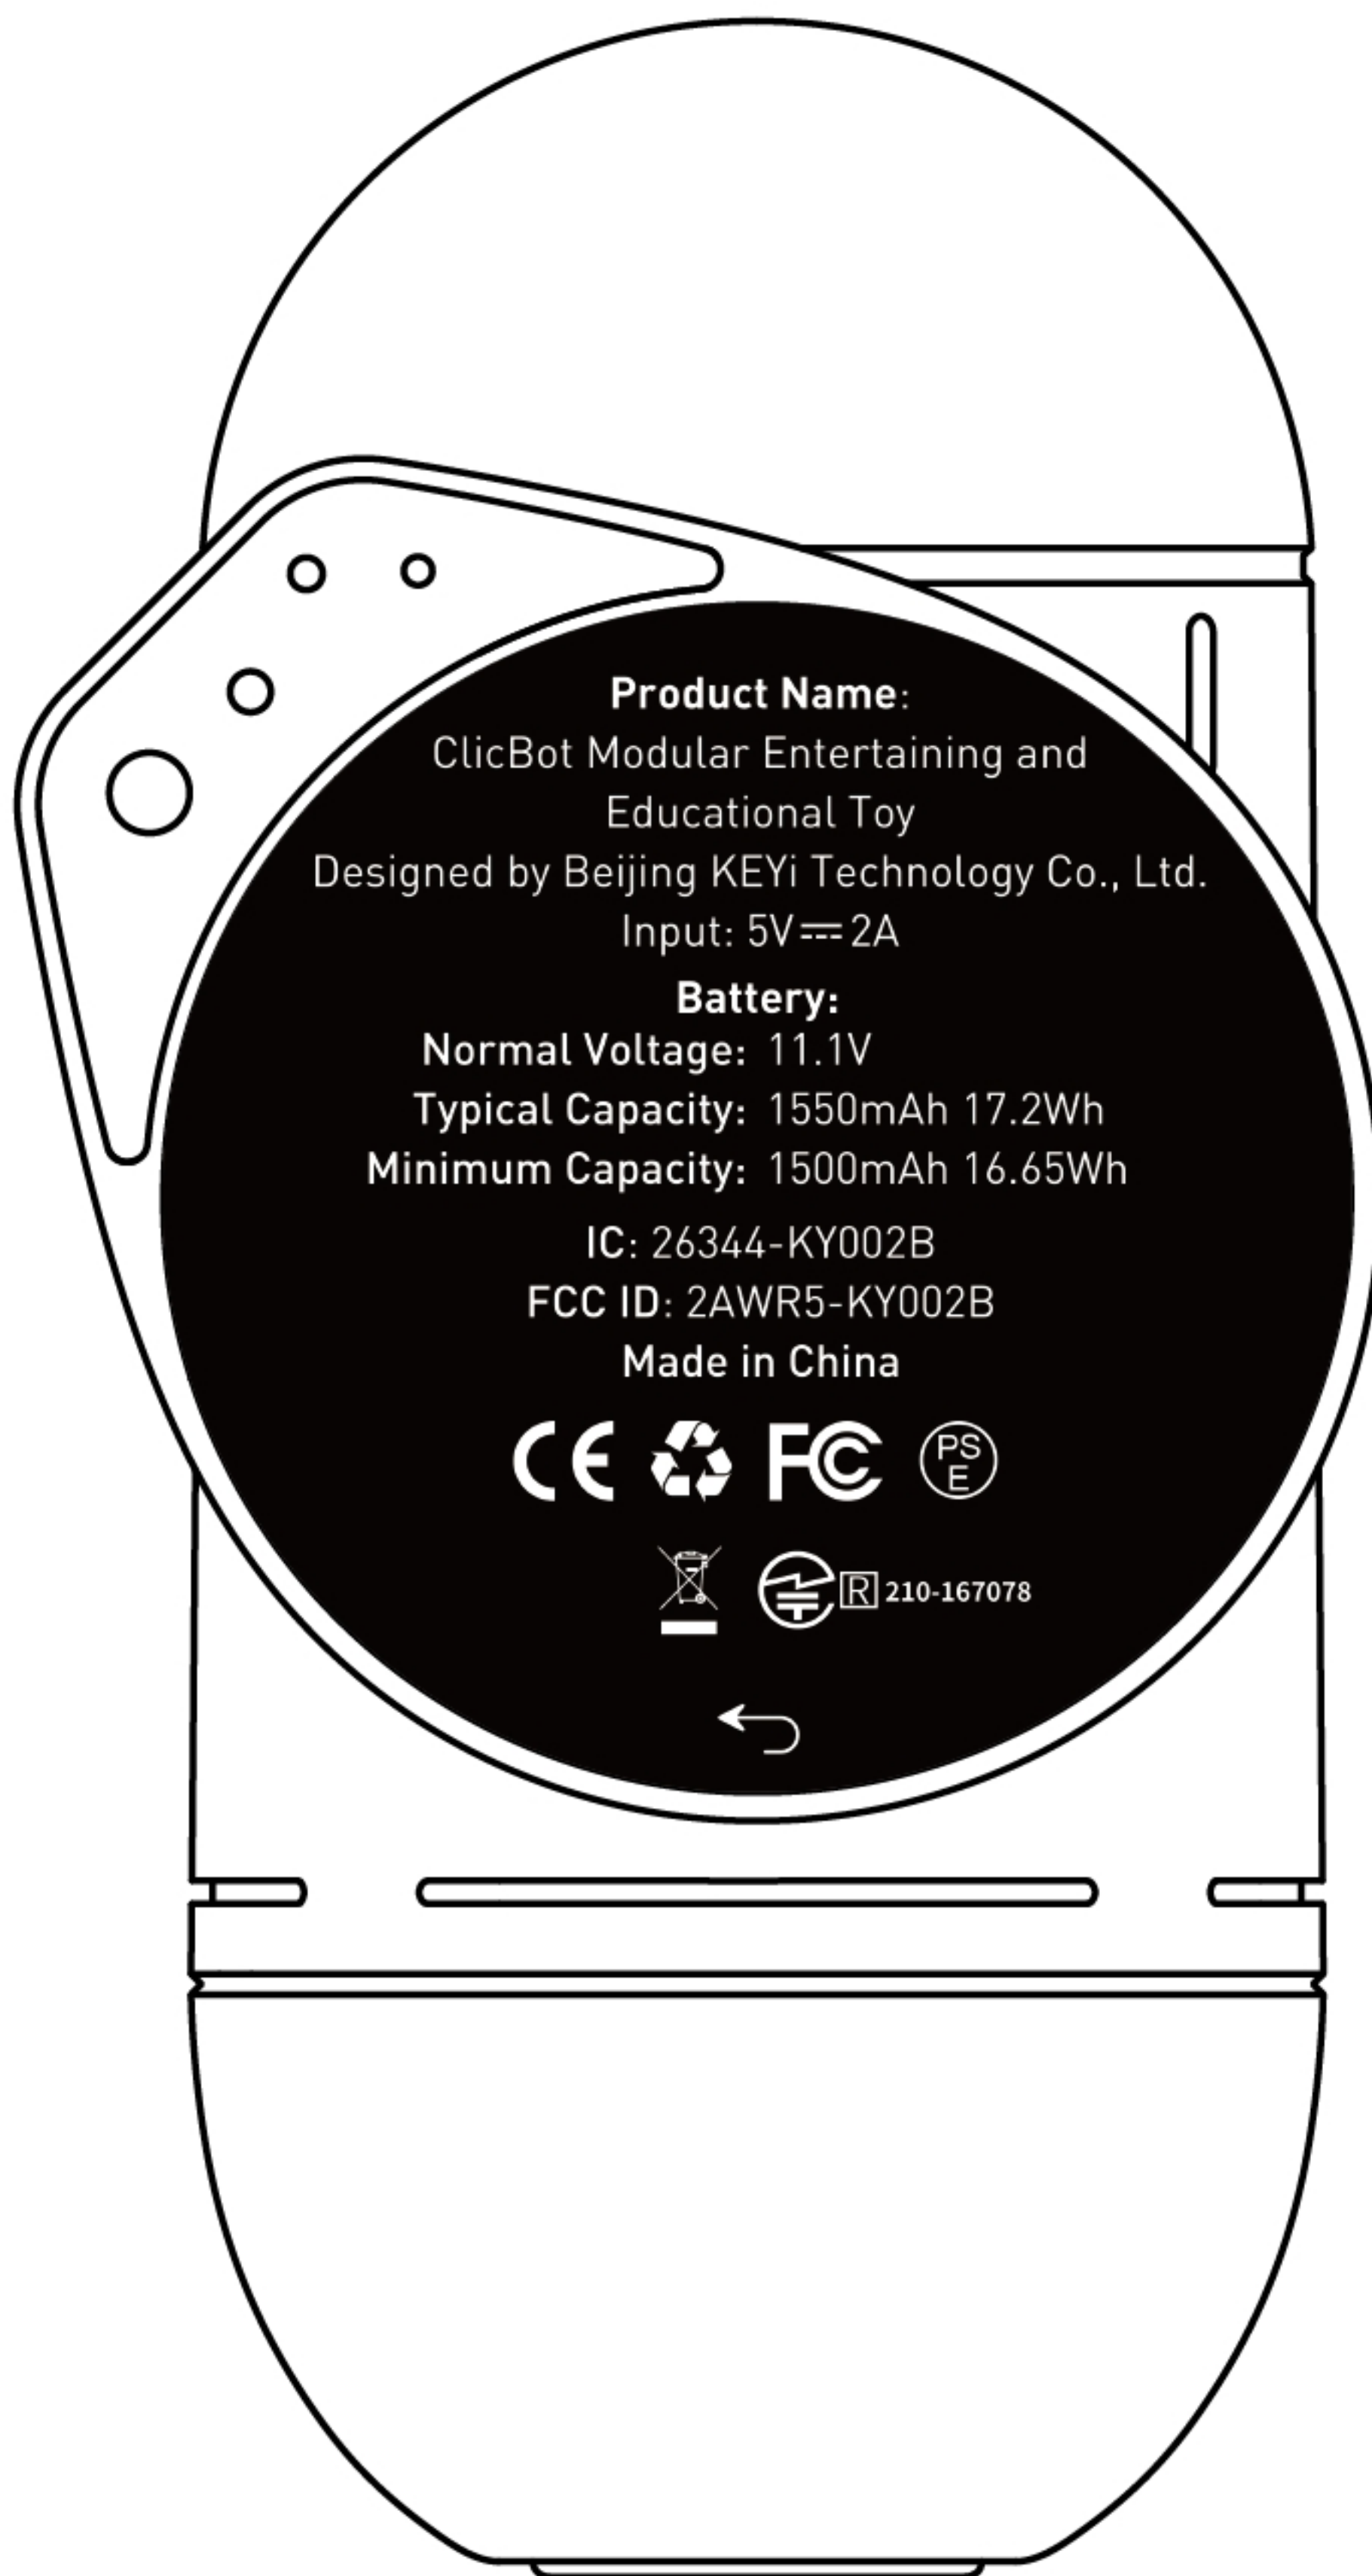 Product Name:
ClicBot Modular Entertaining and
Educational Toy
Designed by Beijing KEYi Technology Co., Ltd.
Input: 5V⎓2A
Battery:
Normal Voltage: 11.1V
Typical Capacity: 1550mAh 17.2Wh
Minimum Capacity: 1500mAh 16.65Wh
IC: 26344-KY002B
FCC ID: 2AWR5-KY002B
Made in China
CE FC PS E
R 210-167078